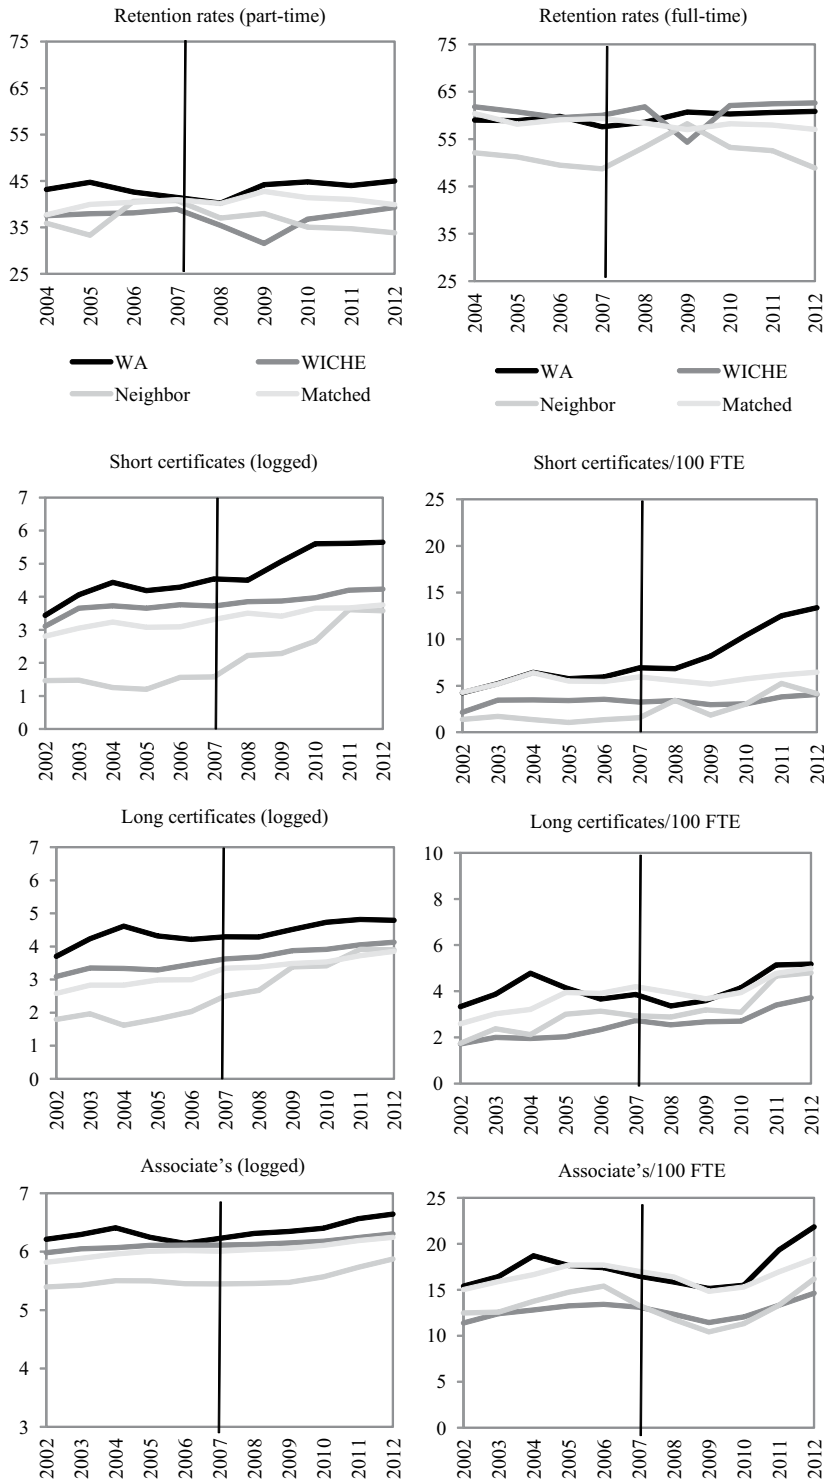 Retention rates (part-time)
75
65
55
45
35
25
2004 2005 2006 2007 2008 2009 2010 2011 2012
WA WICHE
Neighbor Matched
Retention rates (full-time)
75
65
55
45
35
25
2004 2005 2006 2007 2008 2009 2010 2011 2012
WA WICHE
Neighbor Matched
Short certificates (logged)
7
6
5
4
3
2
1
0
2002 2003 2004 2005 2006 2007 2008 2009 2010 2011 2012
Short certificates/100 FTE
25
20
15
10
5
0
2002 2003 2004 2005 2006 2007 2008 2009 2010 2011 2012
Long certificates (logged)
7
6
7
5
4
3
2
1
0
2002 2003 2004 2005 2006 2007 2008 2009 2010 2011 2012
Long certificates/100 FTE
10
8
6
4
2
0
2002 2003 2004 2005 2006 2007 2008 2009 2010 2011 2012
Associate's (logged)
7
6
5
4
3
2002 2003 2004 2005 2006 2007 2008 2009 2010 2011 2012
Associate's/100 FTE
25
20
15
10
5
0
2002 2003 2004 2005 2006 2007 2008 2009 2010 2011 2012